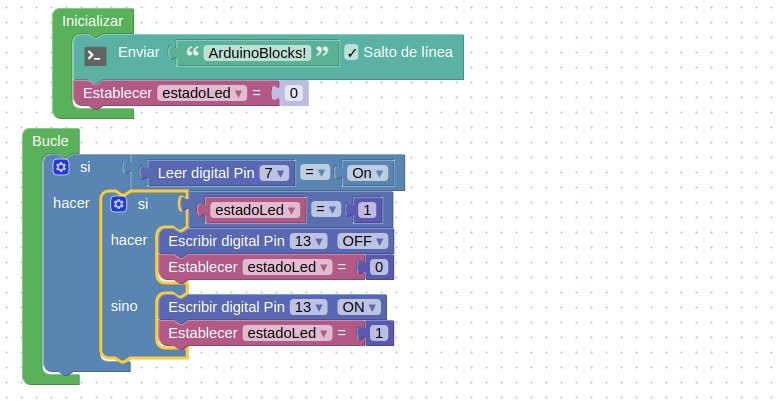 Inicializar
Enviar “ ArduinoBlocks! ” ✓ Salto de línea
Establecer estadoLed ▾ = 0
Bucle
si Leer digital Pin 7 ▾ = ▾ On ▾
hacer si estadoLed ▾ = ▾ 1
hacer Escribir digital Pin 13 ▾ OFF ▾
Establecer estadoLed ▾ = 0
sino Escribir digital Pin 13 ▾ ON ▾
Establecer estadoLed ▾ = 1